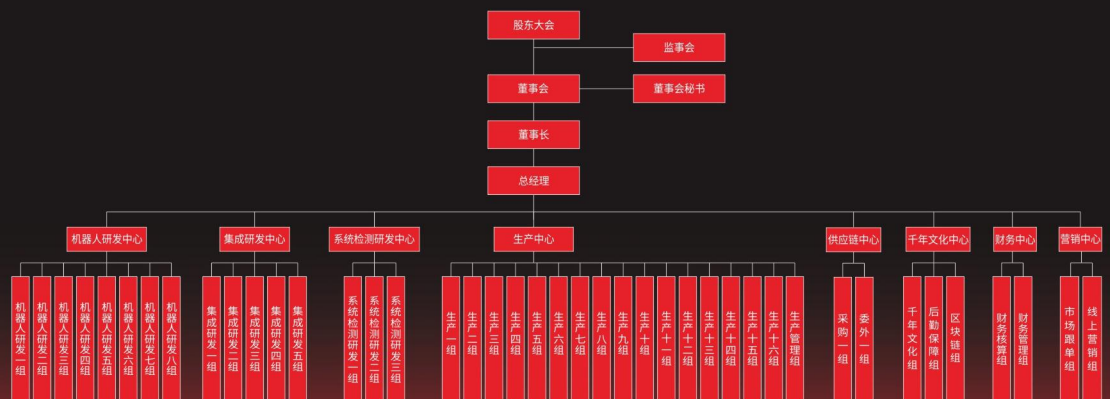 股东大会
监事会
董事会
董事会秘书
董事长
总经理
机器人研发中心
集成研发中心
系统检测研发中心
生产中心
供应链中心
千年文化中心
财务中心
营销中心
机器人研发一组
机器人研发二组
机器人研发三组
机器人研发四组
机器人研发五组
机器人研发六组
机器人研发七组
机器人研发八组
集成研发一组
集成研发二组
集成研发三组
集成研发四组
集成研发五组
系统检测研发一组
系统检测研发二组
系统检测研发三组
生产一组
生产二组
生产三组
生产四组
生产五组
生产六组
生产七组
生产八组
生产九组
生产十组
生产十一组
生产十二组
生产十三组
生产十四组
生产十五组
生产十六组
生产管理组
采购一组
委外一组
千年文化组
后勤保障组
区块链组
财务核算组
财务管理组
市场跟单组
线上营销组